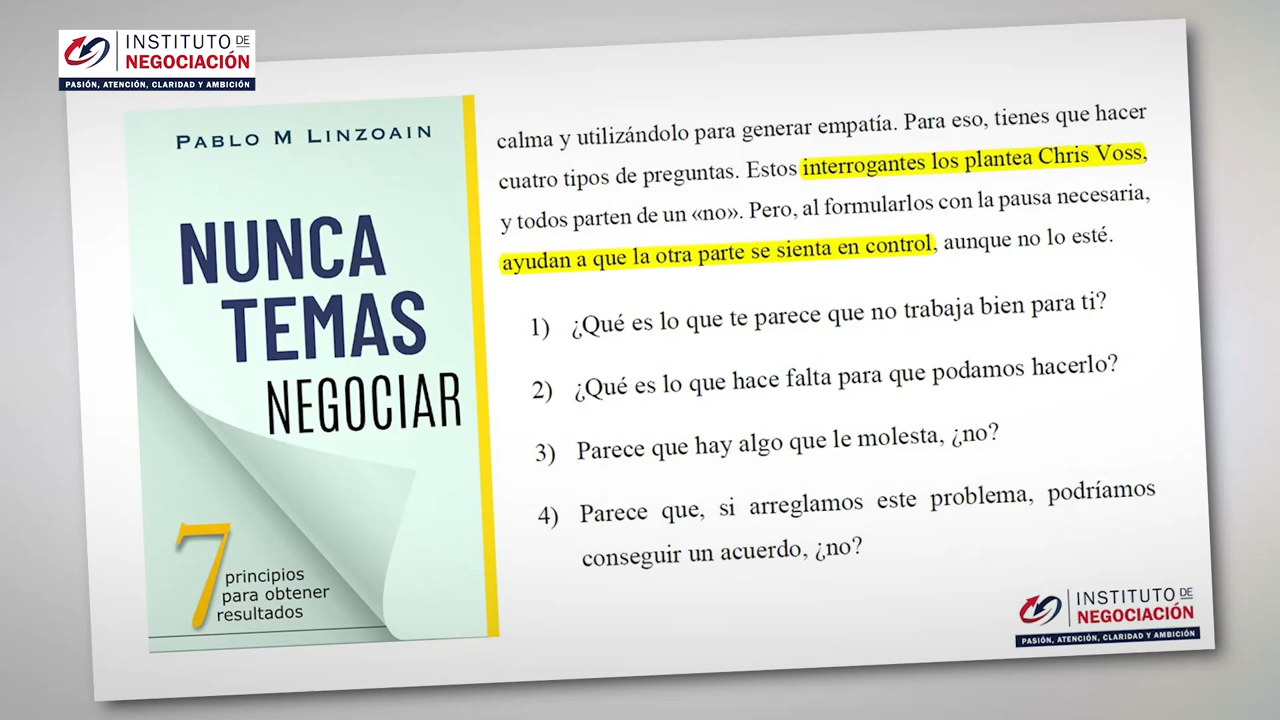 INSTITUTO DE
NEGOCIACIÓN
PASIÓN, ATENCIÓN, CLARIDAD Y AMBICIÓN
PABLO M LINZOAIN
NUNCA
TEMAS
NEGOCIAR
7
principios
para obtener
resultados
calma y utilizándolo para generar empatía. Para eso, tienes que hacer
cuatro tipos de preguntas. Estos interrogantes los plantea Chris Voss,
y todos parten de un «no». Pero, al formularlos con la pausa necesaria,
ayudan a que la otra parte se sienta en control, aunque no lo esté.
1) ¿Qué es lo que te parece que no trabaja bien para ti?
2) ¿Qué es lo que hace falta para que podamos hacerlo?
3) Parece que hay algo que le molesta, ¿no?
4) Parece que, si arreglamos este problema, podríamos
conseguir un acuerdo, ¿no?
INSTITUTO DE
NEGOCIACIÓN
PASIÓN, ATENCIÓN, CLARIDAD Y AMBICIÓN